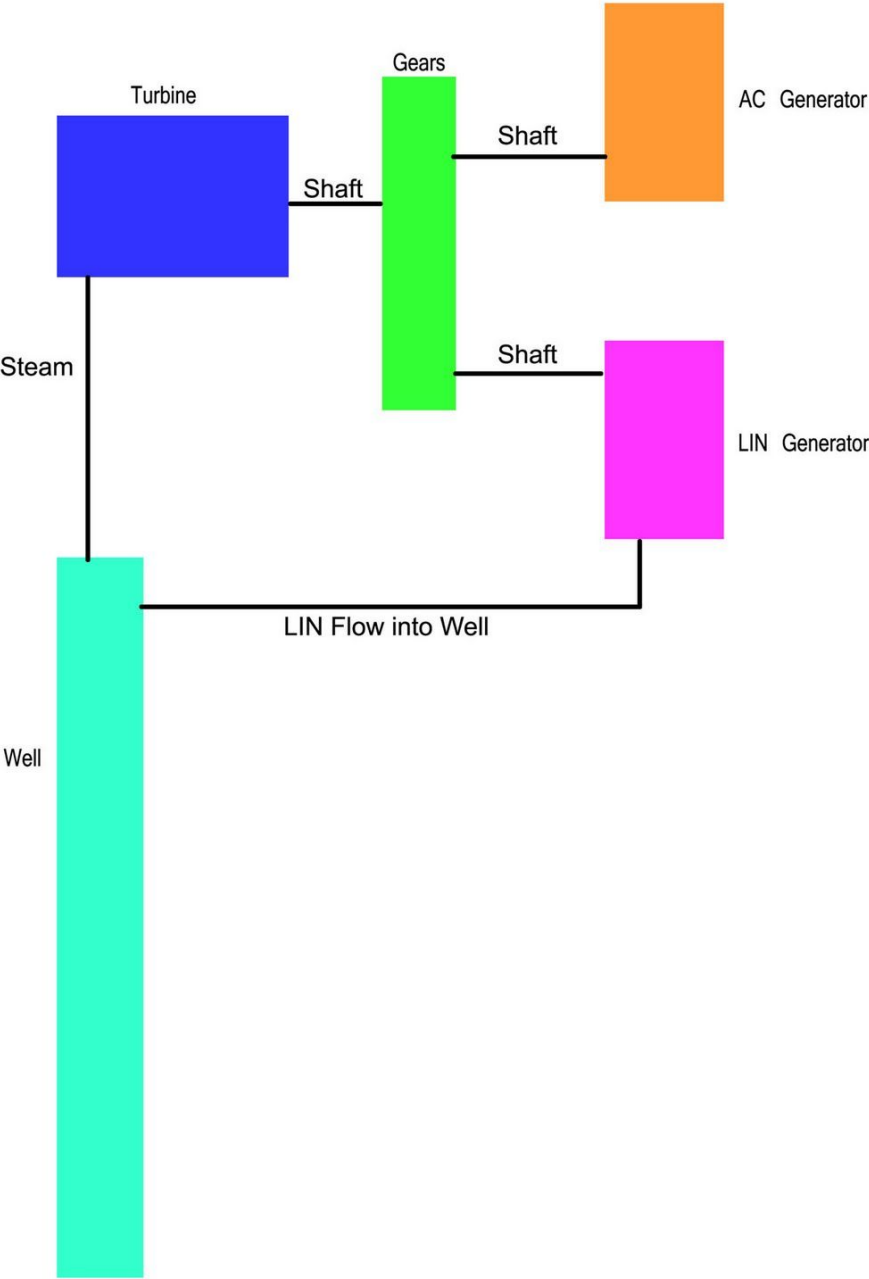 Gears
Turbine
AC Generator
Shaft
Shaft
Shaft
Steam
LIN Generator
LIN Flow into Well
Well